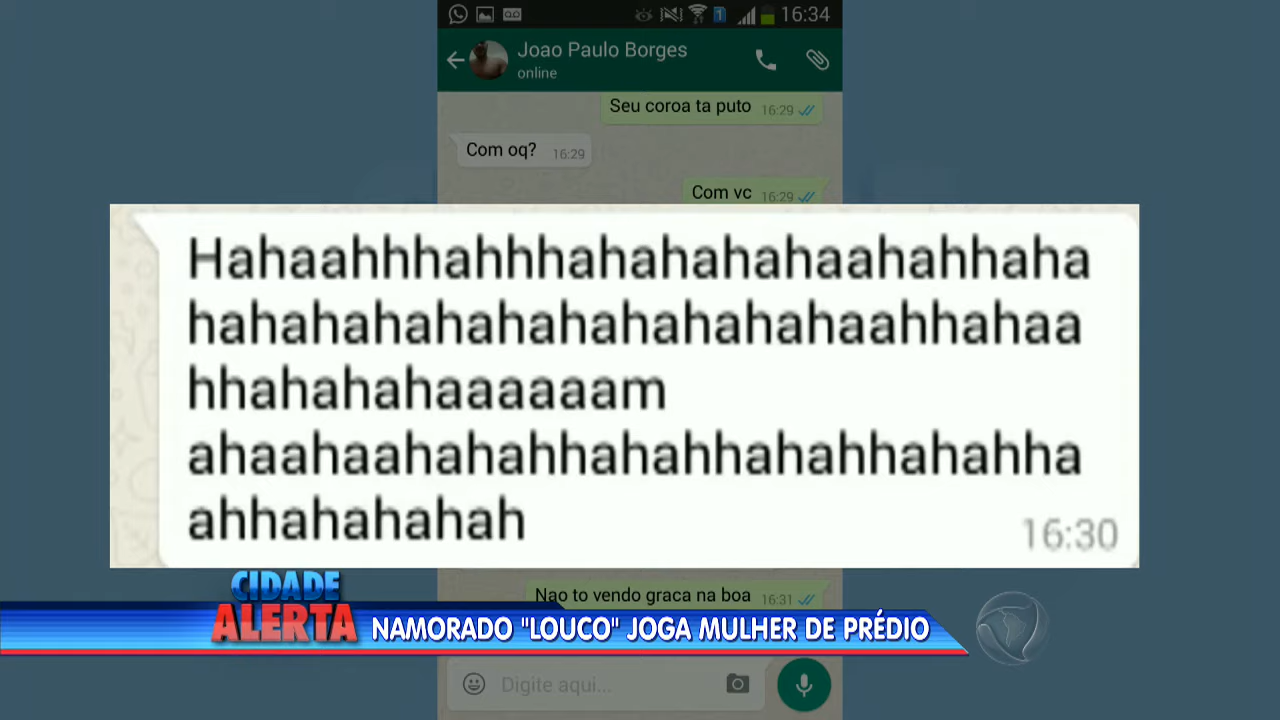 16:34
Joao Paulo Borges
online
Seu coroa ta puto 16:29
Com oq? 16:29
Com vc 16:29
Hahaahhhahhhahahahahaahahhaha
hahahahahahahahahahahaahhahaa
hhahahahaaaaaam
ahaahaahahahhahahhahahhahahha
ahhahahahah
16:30
Nao to vendo graca na boa 16:31
CIDADE
ALERTA
NAMORADO "LOUCO" JOGA MULHER DE PRÉDIO
Digite aqui...